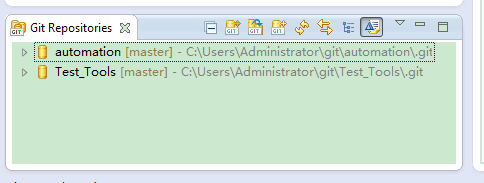 Git Repositories
automation [master] - C:\Users\Administrator\git\automation\.git
Test_Tools [master] - C:\Users\Administrator\git\Test_Tools\.git